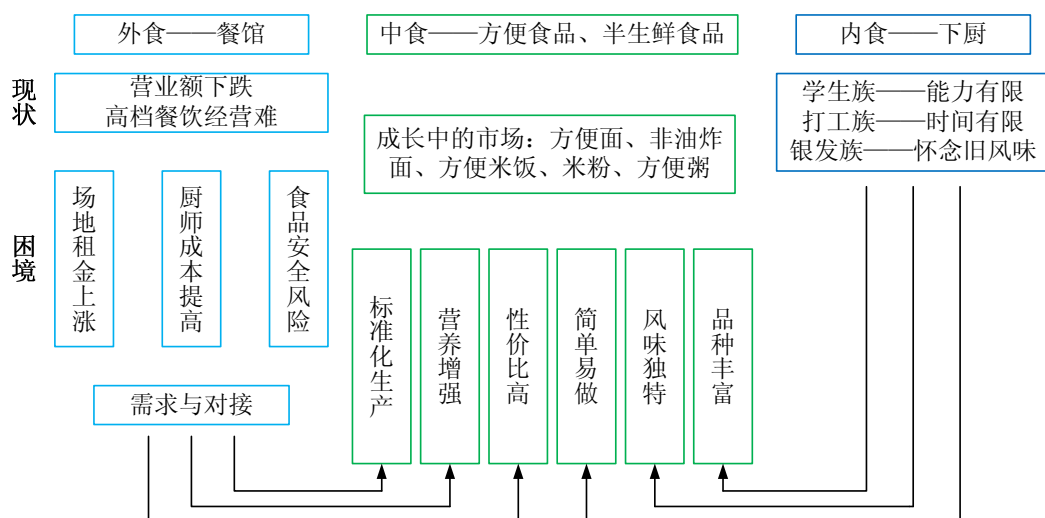 外食——餐馆
中食——方便食品、半生鲜食品
内食——下厨
现状
营业额下跌
高档餐饮经营难
成长中的市场：方便面、非油炸
面、方便米饭、米粉、方便粥
学生族——能力有限
打工族——时间有限
银发族——怀念旧风味
困境
场地租金上涨
厨师成本提高
食品安全风险
标准化生产
营养增强
性价比高
简单易做
风味独特
品种丰富
需求与对接